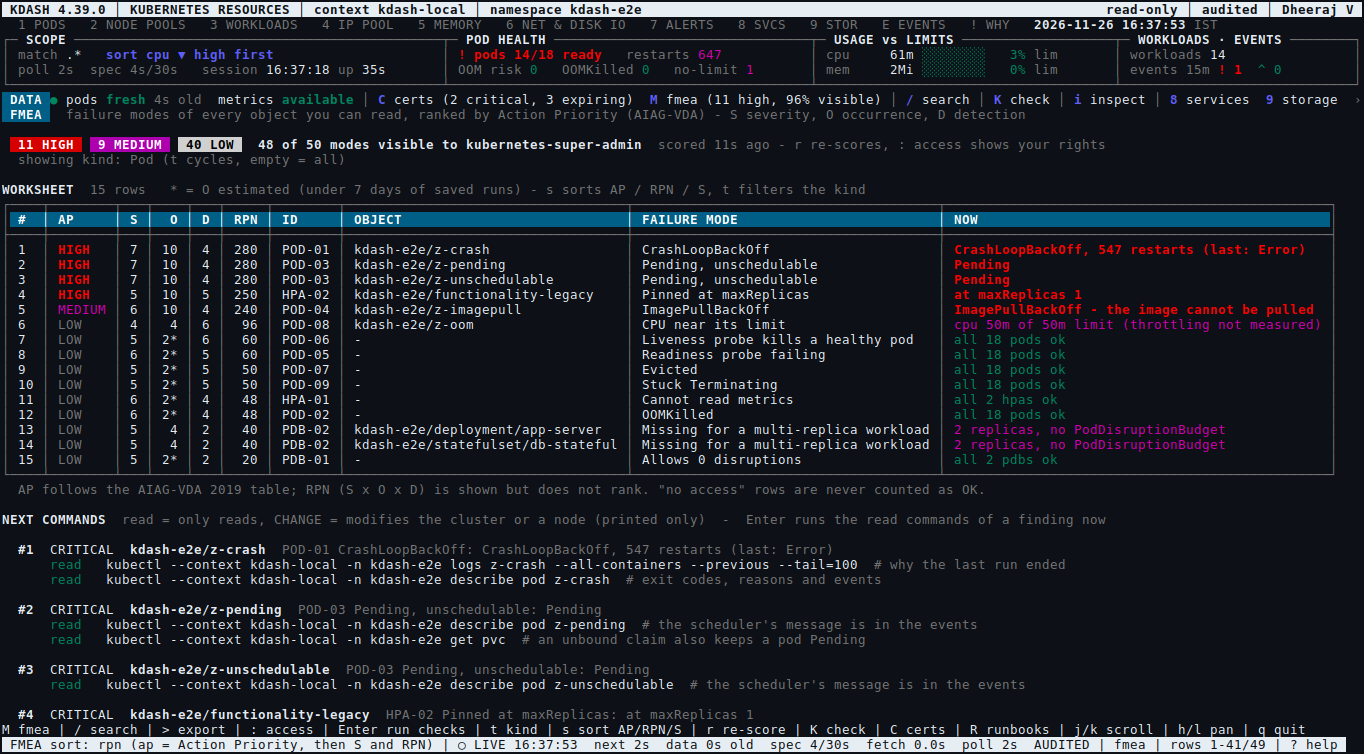 KDASH 4.39.0 │ KUBERNETES RESOURCES │ context kdash-local │ namespace kdash-e2e read-only │ audited │ Dheeraj V
1 PODS 2 NODE POOLS 3 WORKLOADS 4 IP POOL 5 MEMORY 6 NET & DISK IO 7 ALERTS 8 SVCS 9 STOR E EVENTS ! WHY 2026-11-26 16:37:53 IST
SCOPE POD HEALTH USAGE vs LIMITS WORKLOADS · EVENTS
match .* sort cpu ▼ high first ! pods 14/18 ready restarts 647 cpu 61m 3% lim workloads 14
poll 2s spec 4s/30s session 16:37:18 up 35s OOM risk 0 OOMKilled 0 no-limit 1 mem 2Mi 0% lim events 15m ! 1 ^ 0
DATA ● pods fresh 4s old metrics available │ C certs (2 critical, 3 expiring) M fmea (11 high, 96% visible) │ / search │ K check │ i inspect │ 8 services 9 storage ›
FMEA failure modes of every object you can read, ranked by Action Priority (AIAG-VDA) - S severity, O occurrence, D detection
11 HIGH 9 MEDIUM 40 LOW 48 of 50 modes visible to kubernetes-super-admin scored 11s ago - r re-scores, : access shows your rights
showing kind: Pod (t cycles, empty = all)
WORKSHEET 15 rows * = O estimated (under 7 days of saved runs) - s sorts AP / RPN / S, t filters the kind
# │ AP │ S │ O │ D │ RPN │ ID │ OBJECT │ FAILURE MODE │ NOW
1 │ HIGH │ 7 │ 10 │ 4 │ 280 │ POD-01 │ kdash-e2e/z-crash │ CrashLoopBackOff │ CrashLoopBackOff, 547 restarts (last: Error)
2 │ HIGH │ 7 │ 10 │ 4 │ 280 │ POD-03 │ kdash-e2e/z-pending │ Pending, unschedulable │ Pending
3 │ HIGH │ 7 │ 10 │ 4 │ 280 │ POD-03 │ kdash-e2e/z-unschedulable │ Pending, unschedulable │ Pending
4 │ HIGH │ 5 │ 10 │ 5 │ 250 │ HPA-02 │ kdash-e2e/functionality-legacy │ Pinned at maxReplicas │ at maxReplicas 1
5 │ MEDIUM │ 6 │ 10 │ 4 │ 240 │ POD-04 │ kdash-e2e/z-imagepull │ ImagePullBackOff │ ImagePullBackOff - the image cannot be pulled
6 │ LOW │ 4 │ 4 │ 6 │ 96 │ POD-08 │ kdash-e2e/z-oom │ CPU near its limit │ cpu 50m of 50m limit (throttling not measured)
7 │ LOW │ 5 │ 2* │ 6 │ 60 │ POD-06 │ - │ Liveness probe kills a healthy pod │ all 18 pods ok
8 │ LOW │ 6 │ 2* │ 5 │ 60 │ POD-05 │ - │ Readiness probe failing │ all 18 pods ok
9 │ LOW │ 5 │ 2* │ 5 │ 50 │ POD-07 │ - │ Evicted │ all 18 pods ok
10 │ LOW │ 5 │ 2* │ 5 │ 50 │ POD-09 │ - │ Stuck Terminating │ all 18 pods ok
11 │ LOW │ 6 │ 2* │ 4 │ 48 │ HPA-01 │ - │ Cannot read metrics │ all 2 hpas ok
12 │ LOW │ 6 │ 2* │ 4 │ 48 │ POD-02 │ - │ OOMKilled │ all 18 pods ok
13 │ LOW │ 5 │ 4 │ 2 │ 40 │ PDB-02 │ kdash-e2e/deployment/app-server │ Missing for a multi-replica workload │ 2 replicas, no PodDisruptionBudget
14 │ LOW │ 5 │ 4 │ 2 │ 40 │ PDB-02 │ kdash-e2e/statefulset/db-stateful │ Missing for a multi-replica workload │ 2 replicas, no PodDisruptionBudget
15 │ LOW │ 5 │ 2* │ 2 │ 20 │ PDB-01 │ - │ Allows 0 disruptions │ all 2 pdbs ok
AP follows the AIAG-VDA 2019 table; RPN (S x O x D) is shown but does not rank. "no access" rows are never counted as OK.
NEXT COMMANDS read = only reads, CHANGE = modifies the cluster or a node (printed only) - Enter runs the read commands of a finding now
#1 CRITICAL kdash-e2e/z-crash POD-01 CrashLoopBackOff: CrashLoopBackOff, 547 restarts (last: Error)
read kubectl --context kdash-local -n kdash-e2e logs z-crash --all-containers --previous --tail=100 # why the last run ended
read kubectl --context kdash-local -n kdash-e2e describe pod z-crash # exit codes, reasons and events
#2 CRITICAL kdash-e2e/z-pending POD-03 Pending, unschedulable: Pending
read kubectl --context kdash-local -n kdash-e2e describe pod z-pending # the scheduler's message is in the events
read kubectl --context kdash-local -n kdash-e2e get pvc # an unbound claim also keeps a pod Pending
#3 CRITICAL kdash-e2e/z-unschedulable POD-03 Pending, unschedulable: Pending
read kubectl --context kdash-local -n kdash-e2e describe pod z-unschedulable # the scheduler's message is in the events
#4 CRITICAL kdash-e2e/functionality-legacy HPA-02 Pinned at maxReplicas: at maxReplicas 1
M fmea | / search | > export | : access | Enter run checks | t kind | s sort AP/RPN/S | r re-score | K check | C certs | R runbooks | j/k scroll | h/l pan | q quit
FMEA sort: rpn (ap = Action Priority, then S and RPN) | ○ LIVE 16:37:53 next 2s data 0s old spec 4/30s fetch 0.0s poll 2s AUDITED | fmea | rows 1-41/49 | ? help